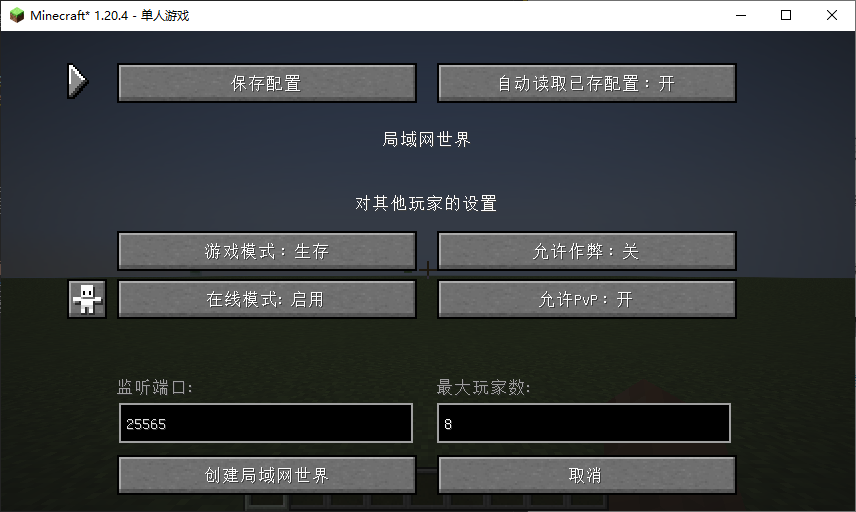 Minecraft* 1.20.4 - 单人游戏
保存配置
自动读取已存配置：开
局域网世界
对其他玩家的设置
游戏模式：生存
允许作弊：关
在线模式: 启用
允许PvP：开
监听端口:
最大玩家数:
25565
8
创建局域网世界
取消